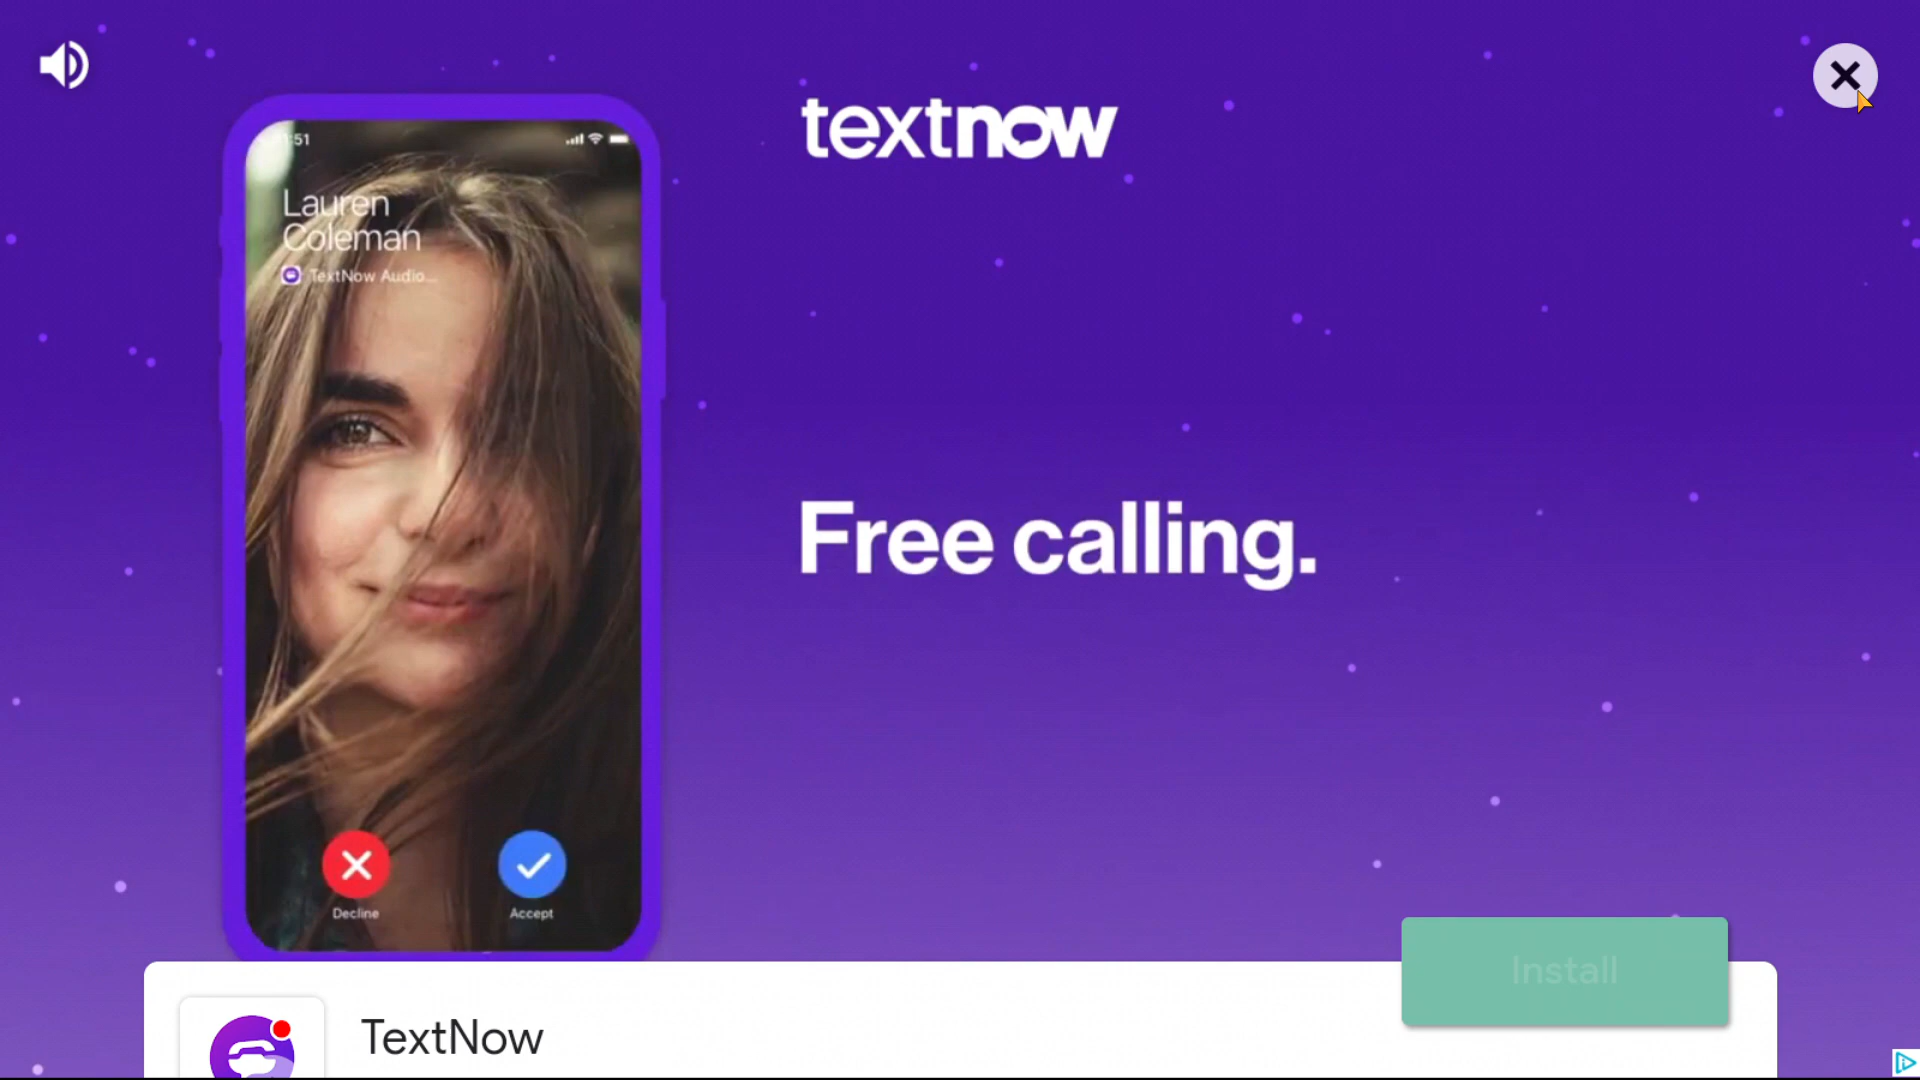 textnow
:51
Lauren
Coleman
TextNow Audio...
Free calling.
Decline
Accept
Install
TextNow